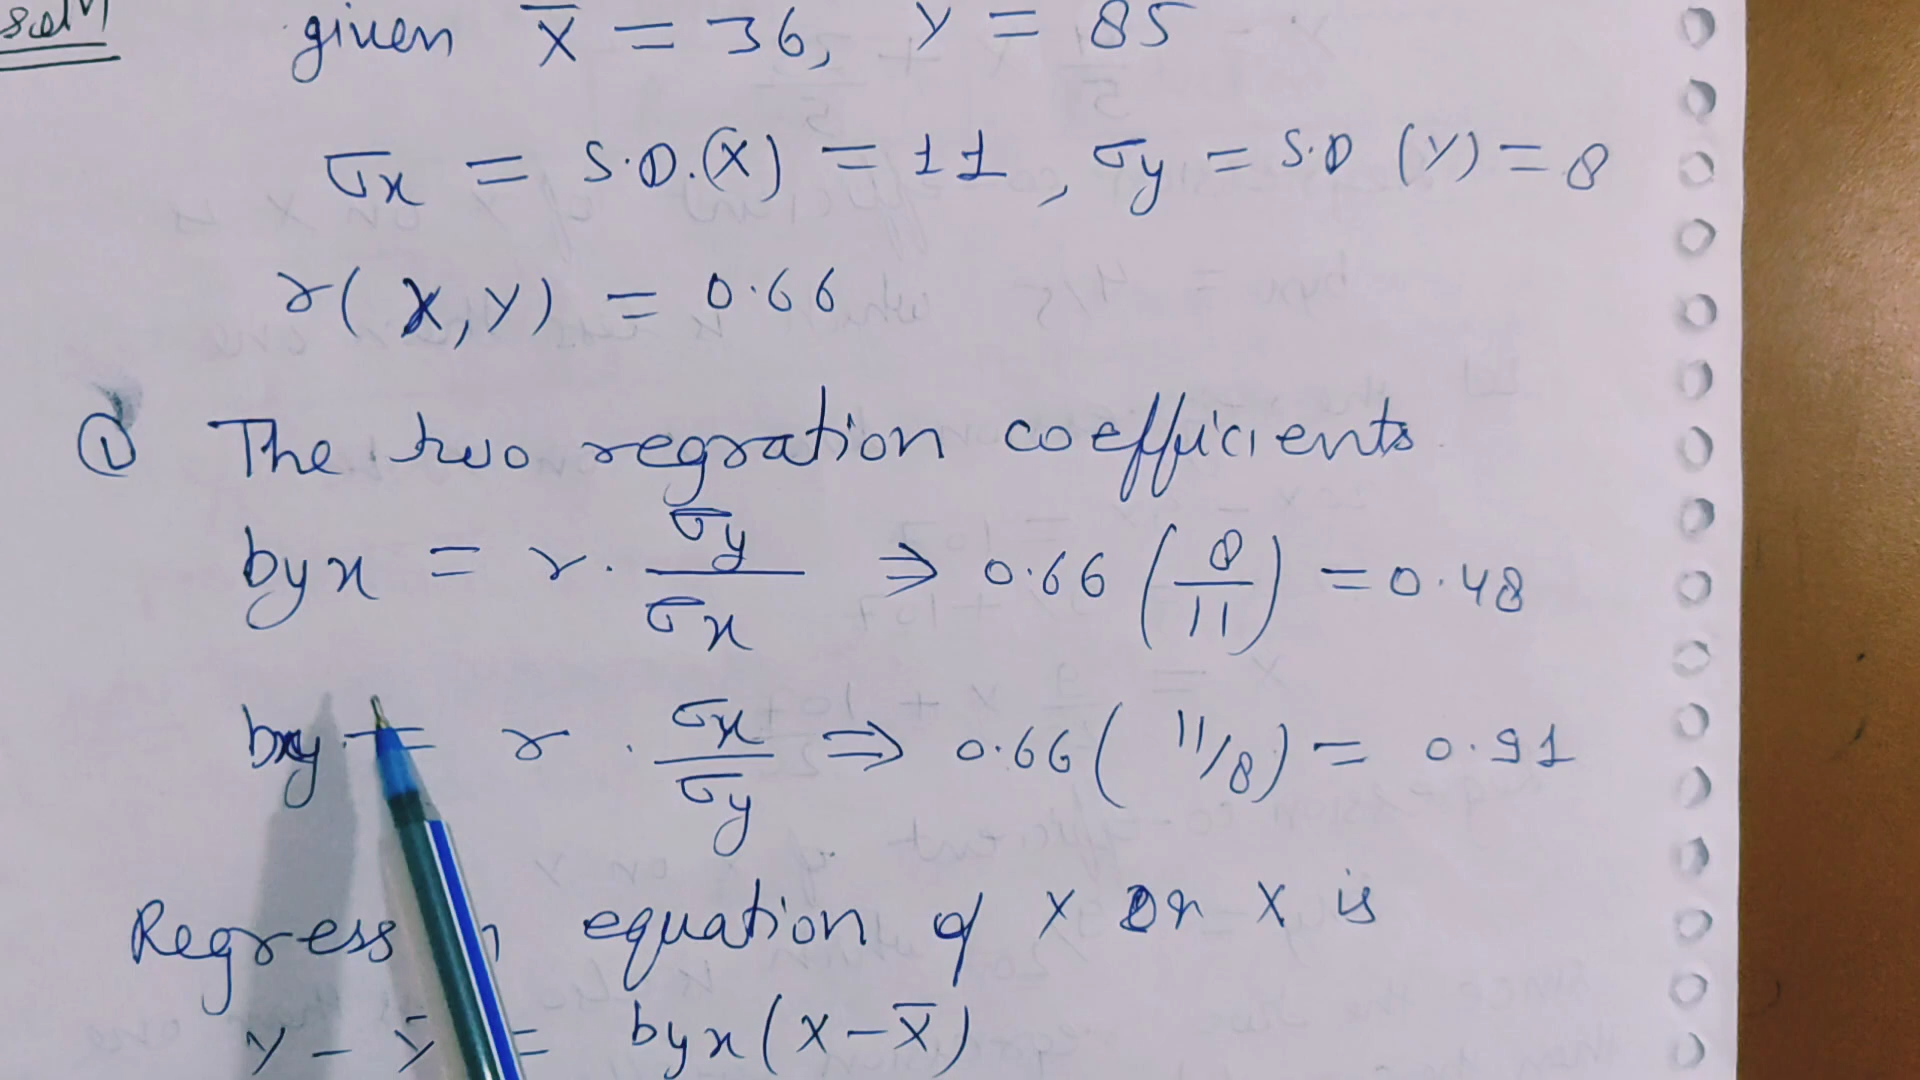 soln
given X̅ = 36, Y = 85
σx = S.D.(X) = 11, σy = S.D (Y) = 8
r(X,Y) = 0.66
① The two regration coefficients
byx = r. σy/σx ⇒ 0.66 (8/11) = 0.48
bxy = r . σx/σy ⇒ 0.66 (11/8) = 0.91
equation of X on X is
Y - Y̅ = byx (X - X̅)